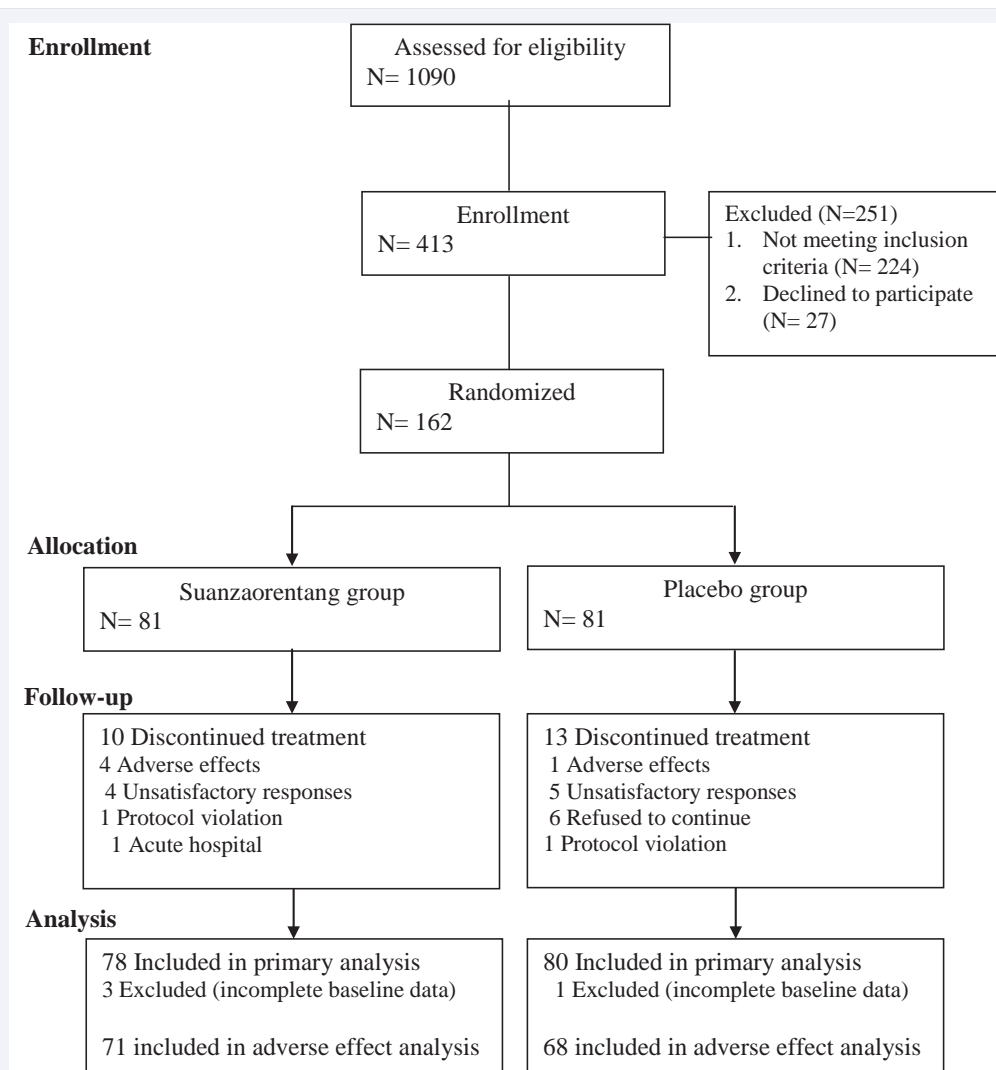 Enrollment
Assessed for eligibility
N= 1090
Enrollment
N= 413
Excluded (N=251)
1. Not meeting inclusion
criteria (N= 224)
2. Declined to participate
(N= 27)
Randomized
N= 162
Allocation
Suanzaorentang group
N= 81
Placebo group
N= 81
Follow-up
10 Discontinued treatment
4 Adverse effects
4 Unsatisfactory responses
1 Protocol violation
1 Acute hospital
13 Discontinued treatment
1 Adverse effects
5 Unsatisfactory responses
6 Refused to continue
1 Protocol violation
Analysis
78 Included in primary analysis
3 Excluded (incomplete baseline data)
71 included in adverse effect analysis
80 Included in primary analysis
1 Excluded (incomplete baseline data)
68 included in adverse effect analysis